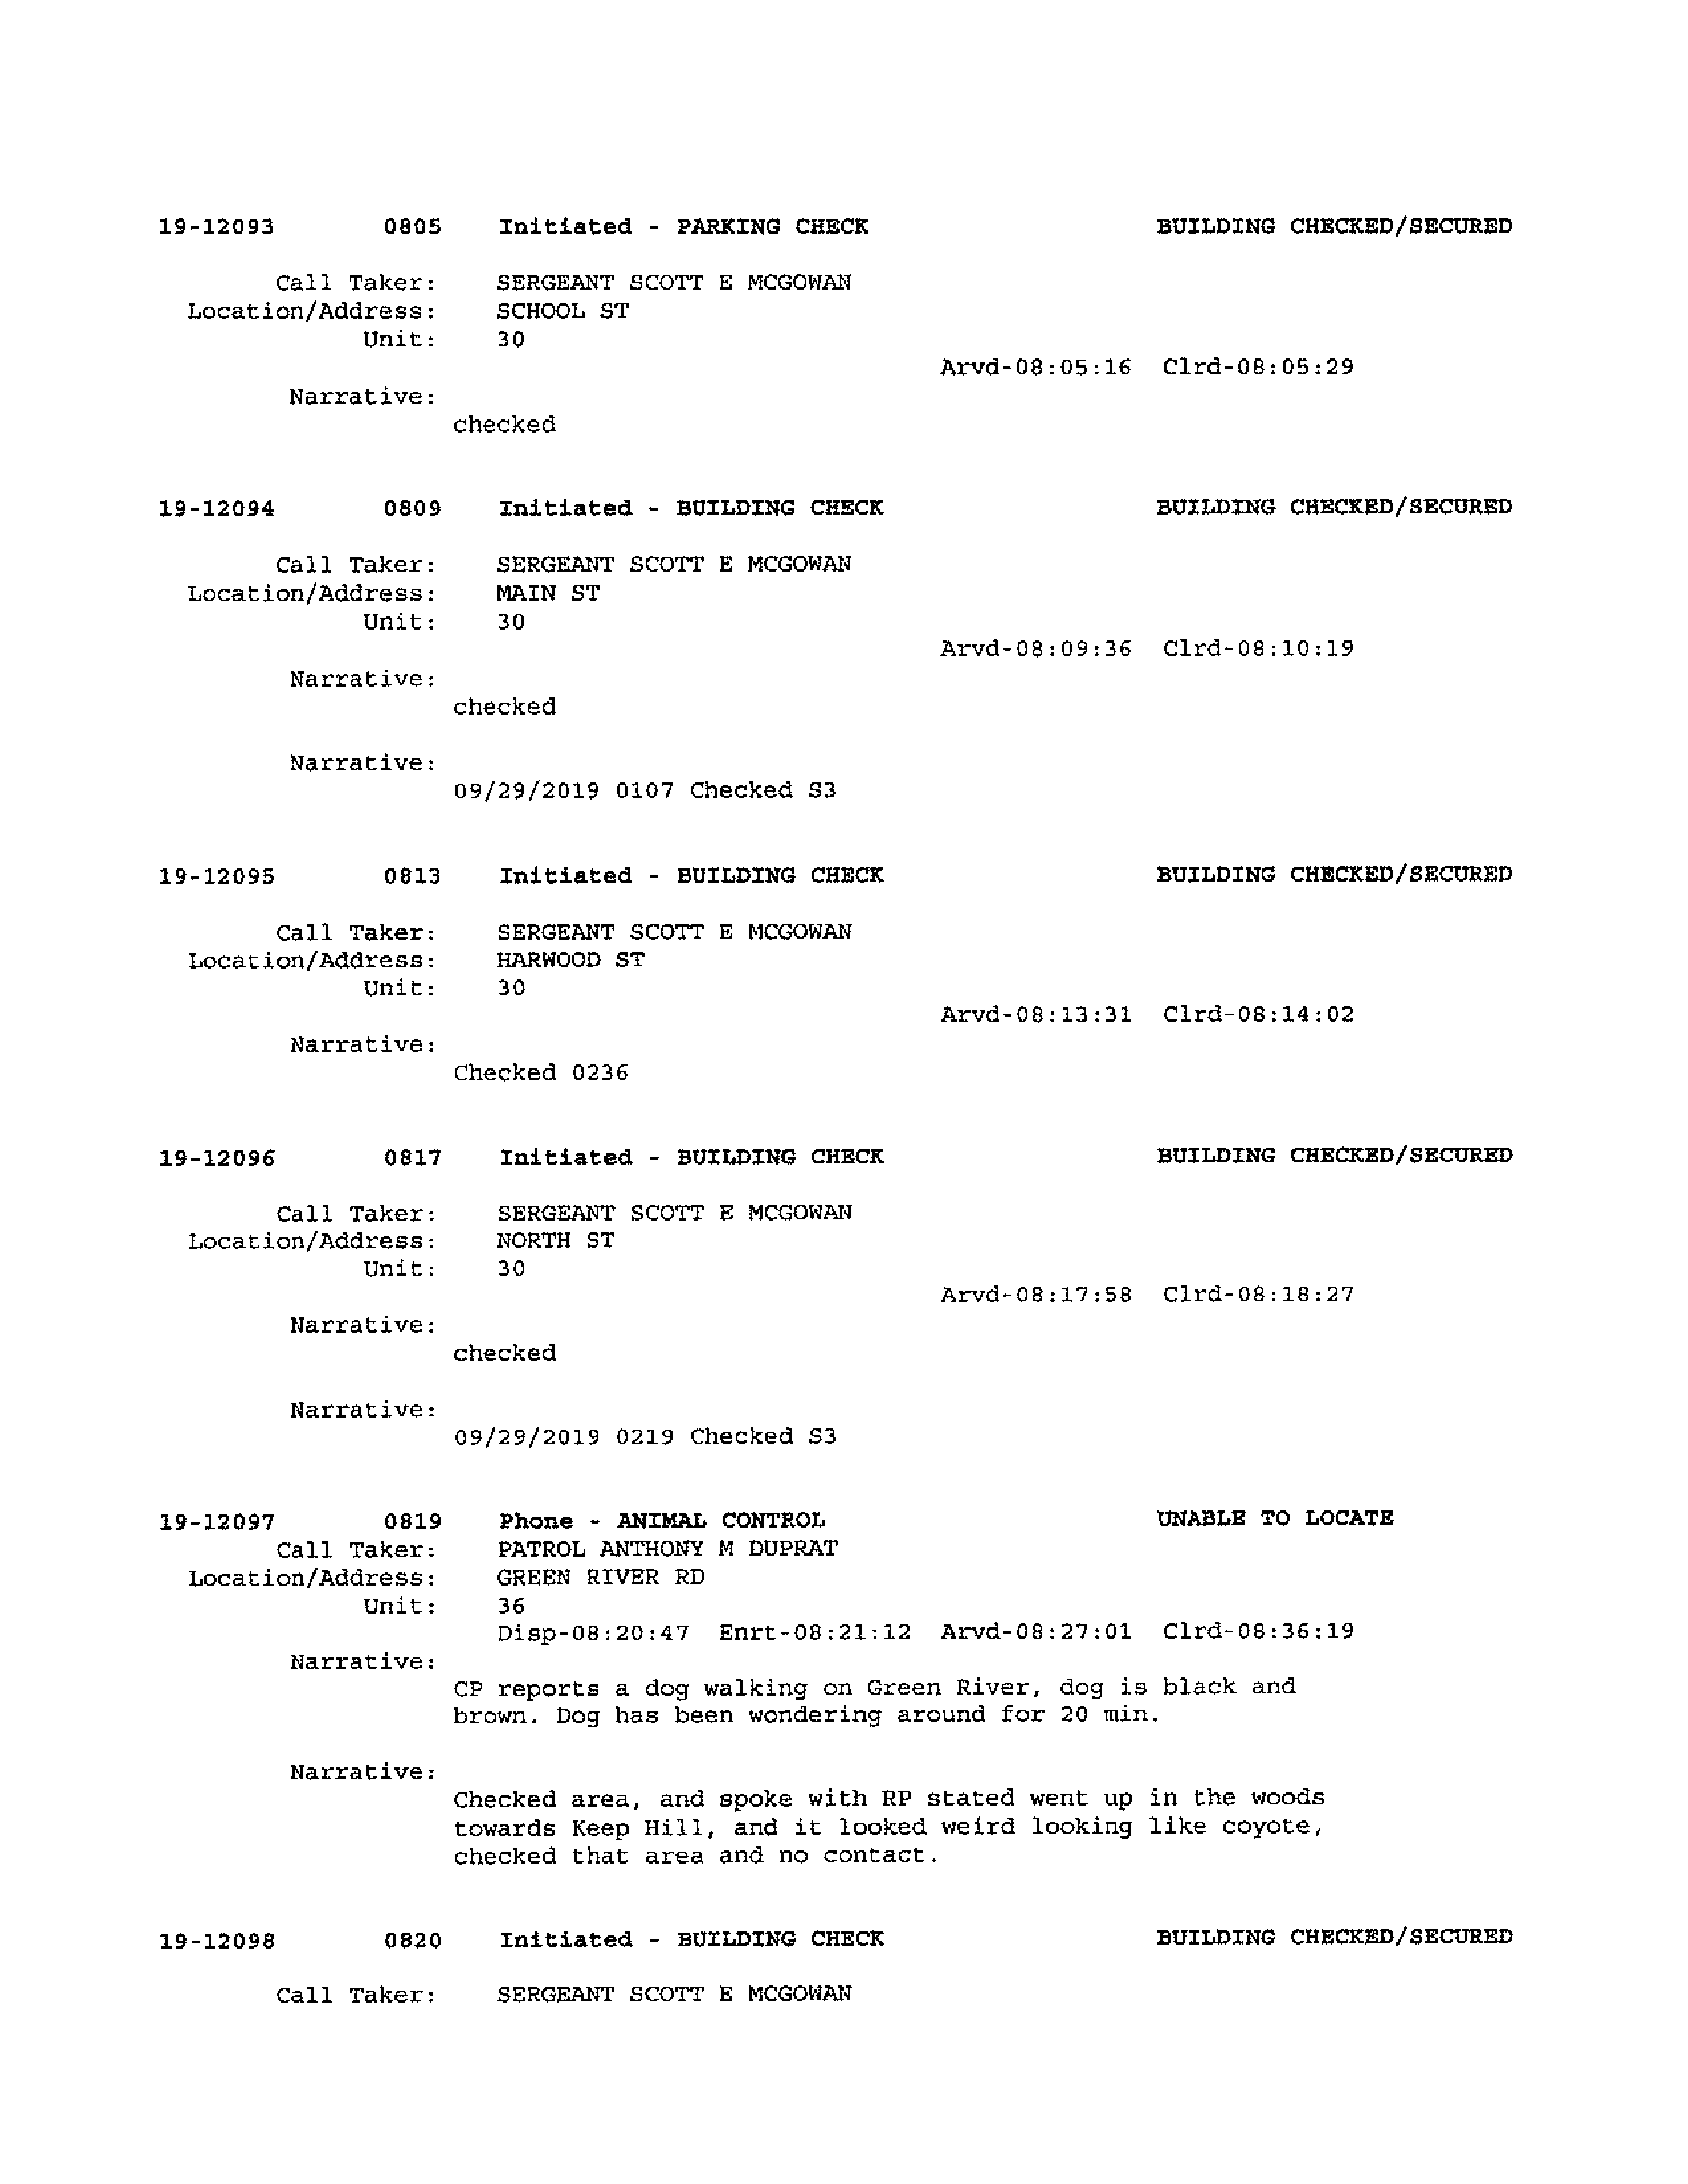 19-12093 0805 Initiated - PARKING CHECK BUILDING CHECKED/SECURED
Call Taker: SERGEANT SCOTT E MCGOWAN
Location/Address: SCHOOL ST
Unit: 30
Arvd-08:05:16 Clrd-08:05:29
Narrative:
checked
19-12094 0809 Initiated - BUILDING CHECK BUILDING CHECKED/SECURED
Call Taker: SERGEANT SCOTT E MCGOWAN
Location/Address: MAIN ST
Unit: 30
Arvd-08:09:36 Clrd-08:10:19
Narrative:
checked
Narrative:
09/29/2019 0107 Checked S3
19-12095 0813 Initiated - BUILDING CHECK BUILDING CHECKED/SECURED
Call Taker: SERGEANT SCOTT E MCGOWAN
Location/Address: HARWOOD ST
Unit: 30
Arvd-08:13:31 Clrd-08:14:02
Narrative:
Checked 0236
19-12096 0817 Initiated - BUILDING CHECK BUILDING CHECKED/SECURED
Call Taker: SERGEANT SCOTT E MCGOWAN
Location/Address: NORTH ST
Unit: 30
Arvd-08:17:58 Clrd-08:18:27
Narrative:
checked
Narrative:
09/29/2019 0219 Checked S3
19-12097 0819 Phone - ANIMAL CONTROL UNABLE TO LOCATE
Call Taker: PATROL ANTHONY M DUPRAT
Location/Address: GREEN RIVER RD
Unit: 36
Disp-08:20:47 Enrt-08:21:12 Arvd-08:27:01 Clrd-08:36:19
Narrative:
CP reports a dog walking on Green River, dog is black and
brown. Dog has been wondering around for 20 min.
Narrative:
Checked area, and spoke with RP stated went up in the woods
towards Keep Hill, and it looked weird looking like coyote,
checked that area and no contact.
19-12098 0820 Initiated - BUILDING CHECK BUILDING CHECKED/SECURED
Call Taker: SERGEANT SCOTT E MCGOWAN